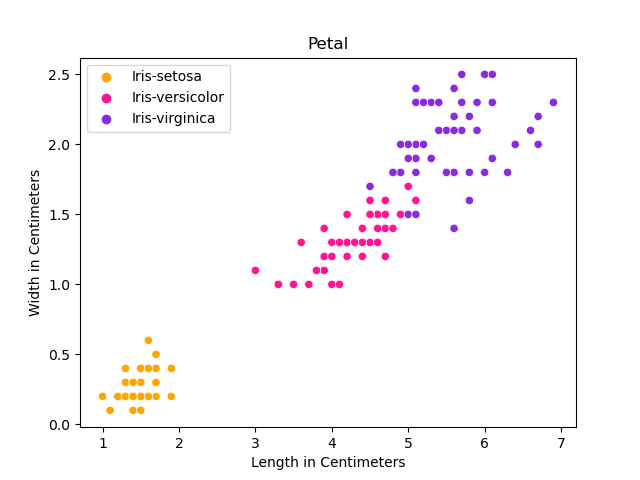 Petal
Iris-setosa
Iris-versicolor
Iris-virginica
2.5
2.0
1.5
1.0
0.5
0.0
Width in Centimeters
1 2 3 4 5 6 7
Length in Centimeters